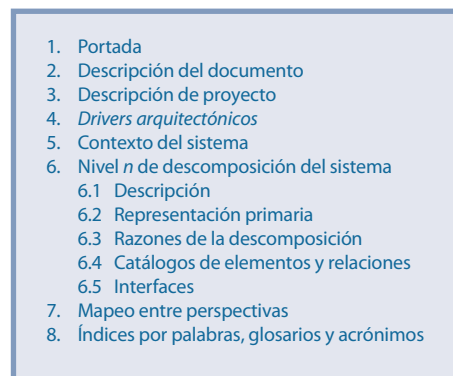 1. Portada
2. Descripción del documento
3. Descripción de proyecto
4. Drivers arquitectónicos
5. Contexto del sistema
6. Nivel n de descomposición del sistema
6.1 Descripción
6.2 Representación primaria
6.3 Razones de la descomposición
6.4 Catálogos de elementos y relaciones
6.5 Interfaces
7. Mapeo entre perspectivas
8. Índices por palabras, glosarios y acrónimos